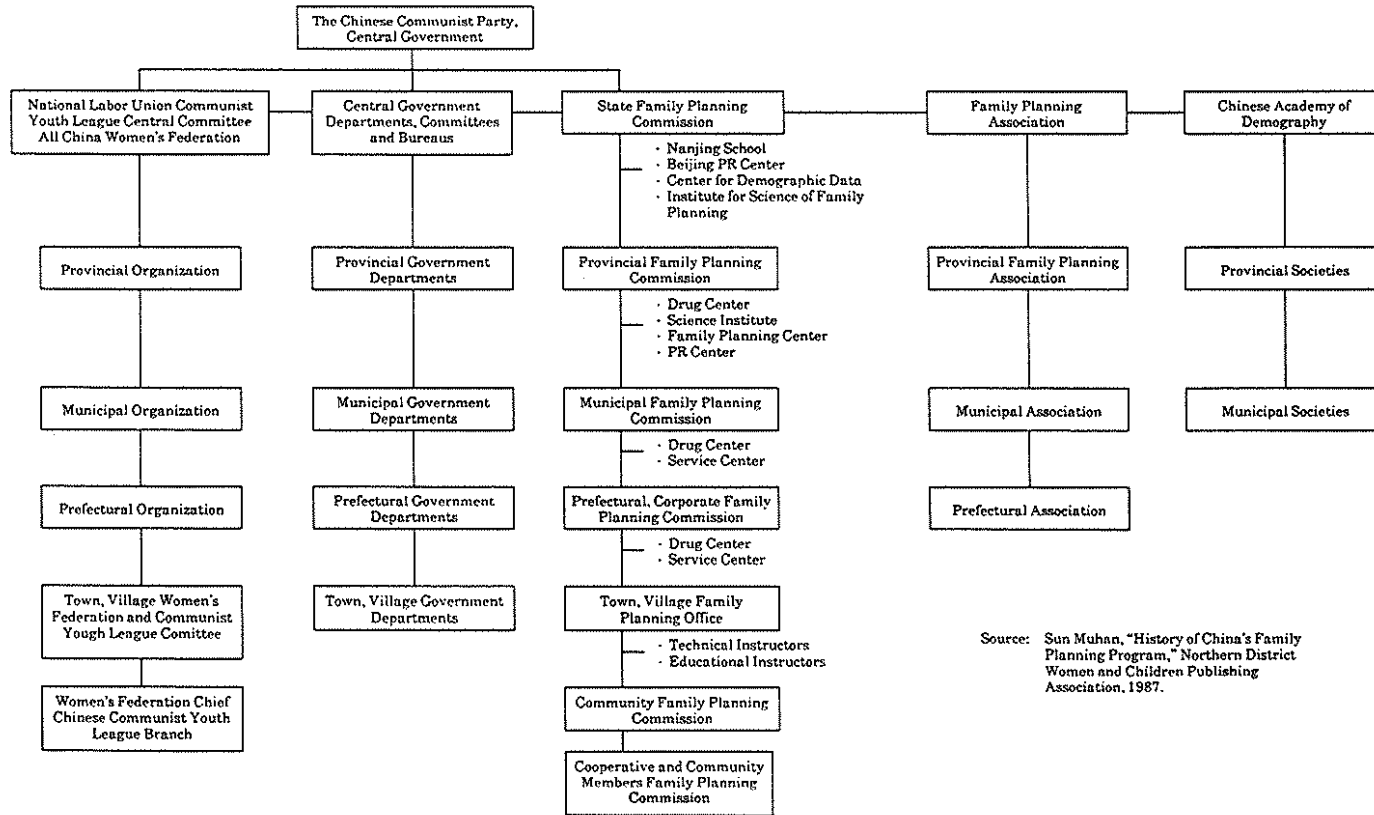 The Chinese Communist Party,
Central Government
National Labor Union Communist
Youth League Central Committee
All China Women's Federation
Central Government
Departments, Committees
and Bureaus
State Family Planning
Commission
Family Planning
Association
Chinese Academy of
Demography
· Nanjing School
· Beijing PR Center
· Center for Demographic Data
· Institute for Science of Family
Planning
Provincial Organization
Provincial Government
Departments
Provincial Family Planning
Commission
Provincial Family Planning
Association
Provincial Societies
· Drug Center
· Science Institute
· Family Planning Center
· PR Center
Municipal Organization
Municipal Government
Departments
Municipal Family Planning
Commission
Municipal Association
Municipal Societies
· Drug Center
· Service Center
Prefectural Organization
Prefectural Government
Departments
Prefectural, Corporate Family
Planning Commission
Prefectural Association
· Drug Center
· Service Center
Town, Village Women's
Federation and Communist
Yough League Comittee
Town, Village Government
Departments
Town, Village Family
Planning Office
· Technical Instructors
· Educational Instructors
Women's Federation Chief
Chinese Communist Youth
League Branch
Community Family Planning
Commission
Cooperative and Community
Members Family Planning
Commission
Source: Sun Muhan, "History of China's Family
Planning Program," Northern District
Women and Children Publishing
Association, 1987.